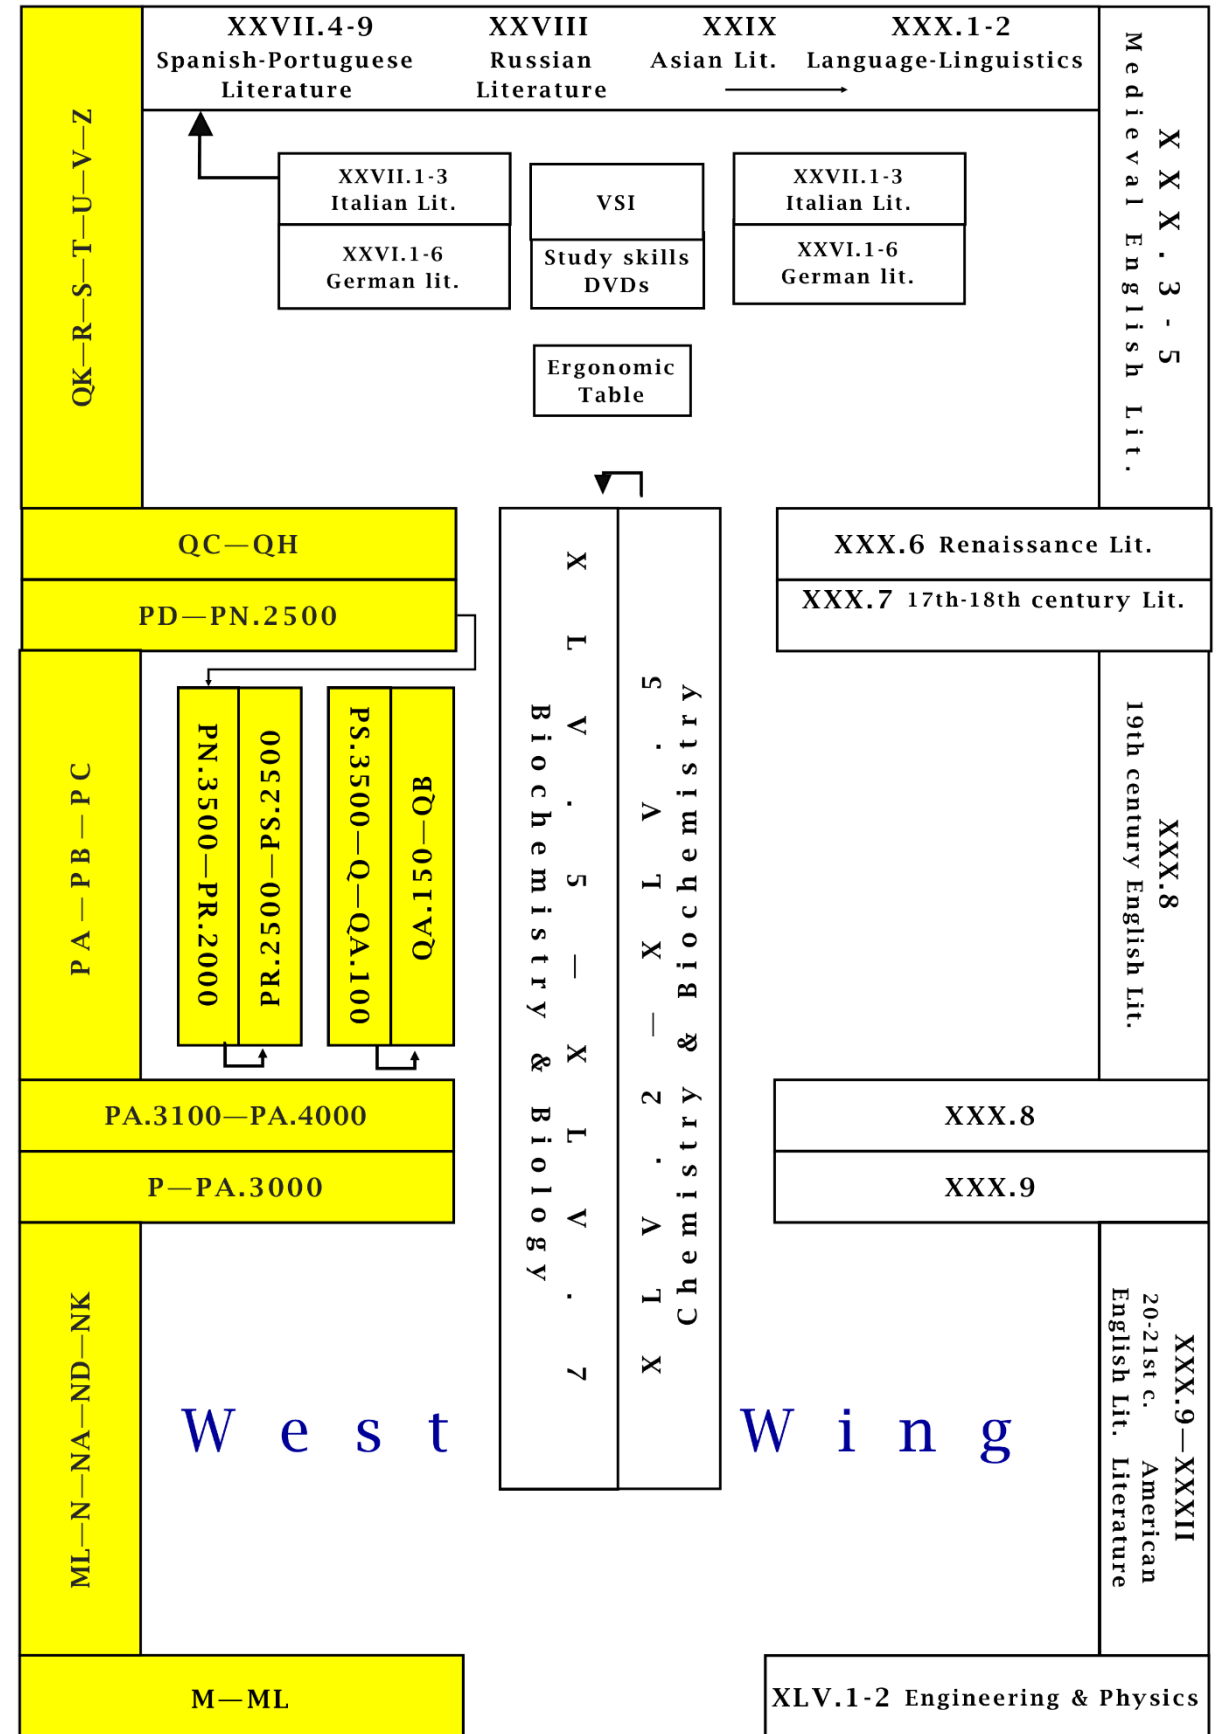 XXVII.4-9
Spanish-Portuguese
Literature
XXVIII
Russian
Literature
XXIX
Asian Lit.
XXX.1-2
Language-Linguistics
QK—R—S—T—U—V—Z
XXX.3-5
Medieval English Lit.
XXVII.1-3
Italian Lit.
XXVI.1-6
German lit.
VSI
Study skills
DVDs
XXVII.1-3
Italian Lit.
XXVI.1-6
German lit.
Ergonomic
Table
QC—QH
PD—PN.2500
XXX.6 Renaissance Lit.
XXX.7 17th-18th century Lit.
PA—PB—PC
PN.3500—PR.2000
PR.2500—PS.2500
PS.3500—Q—QA.100
QA.150—QB
XLV.5—XLV.7
Biochemistry & Biology
XLV.2—XLV.5
Chemistry & Biochemistry
XXX.8
19th century English Lit.
PA.3100—PA.4000
P—PA.3000
XXX.8
XXX.9
ML—N—NA—ND—NK
West Wing
XXX.9—XXXII
20-21st c. American
English Lit. Literature
M—ML
XLV.1-2 Engineering & Physics